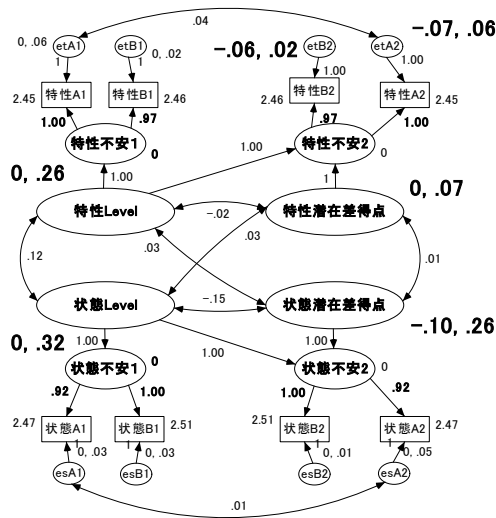 .04
0, .06
etA1
etB1
0, .02
-.06, .02
etB2
etA2
-.07, .06
1
1
1.00
1.00
2.45
特性A1
特性B1
2.46
2.46
特性B2
特性A2
2.45
1.00
.97
.97
1.00
特性不安1
0
特性不安2
0
0, .26
1.00
1.00
1
0, .07
特性Level
-.02
特性潜在差得点
.12
.03
.03
.01
状態Level
-.15
状態潜在差得点
0, .32
-.10, .26
1.00
1.00
1.00
状態不安1
0
状態不安2
0
.92
1.00
1.00
.92
2.47
状態A1
状態B1
2.51
2.51
状態B2
状態A2
2.47
1
0, .03
1
0, .03
1
0, .01
1
0, .05
esA1
esB1
esB2
esA2
.01